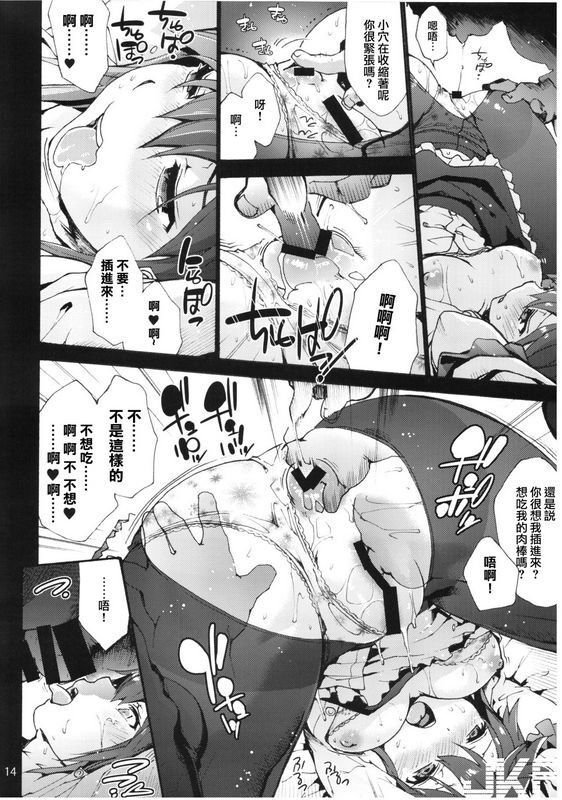 嗯唔…
小穴在收縮著呢
你很緊張嗎？
呀！
啊…
啊啊啊！
啊…
啊……♥
不要…
插進來…
啊♥啊…
還是說
你很想我插進來？
想吃我的肉棒嗎？
唔啊！
不……
不是這樣的
不想吃……
啊啊不不想
……啊♥啊…
……唔！
14
JKF